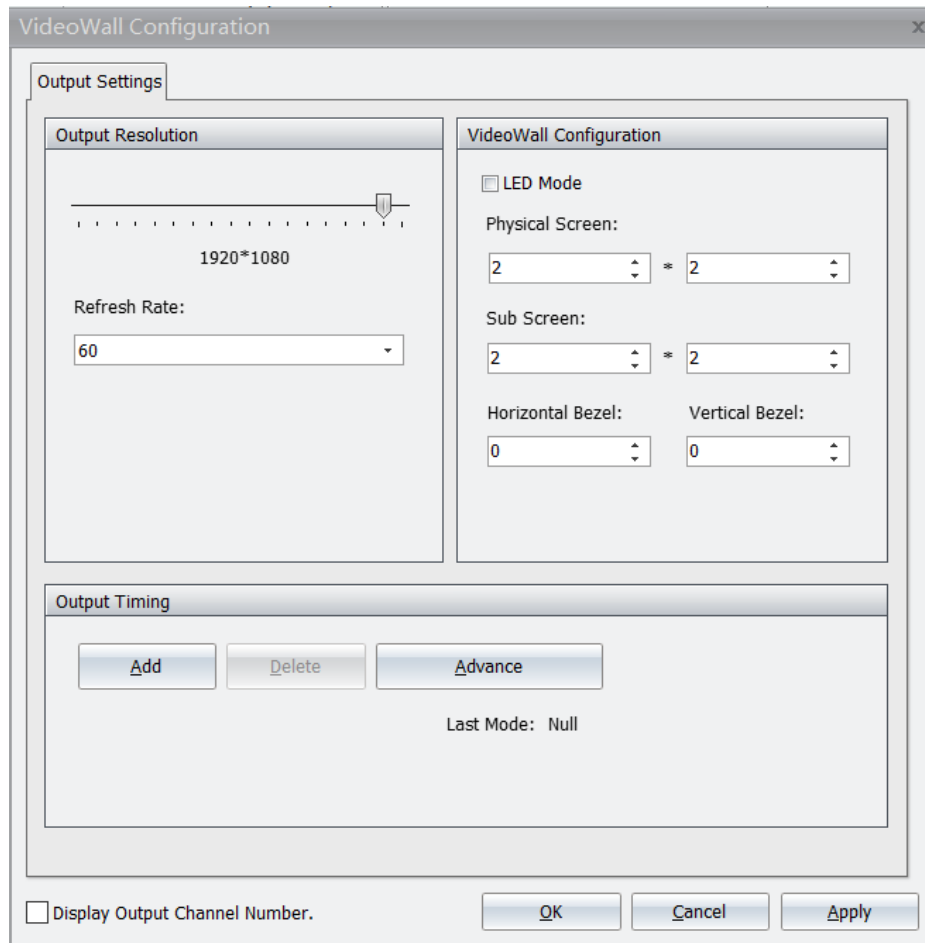 VideoWall Configuration
x
Output Settings
Output Resolution
1920*1080
Refresh Rate:
60
VideoWall Configuration
LED Mode
Physical Screen:
2 * 2
Sub Screen:
2 * 2
Horizontal Bezel: Vertical Bezel:
0 0
Output Timing
Add Delete Advance
Last Mode: Null
Display Output Channel Number. OK Cancel Apply